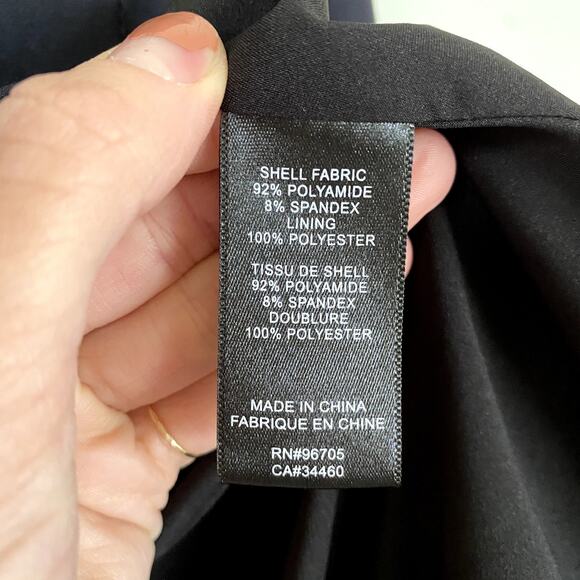 SHELL FABRIC
92% POLYAMIDE
8% SPANDEX
LINING
100% POLYESTER
TISSU DE SHELL
92% POLYAMIDE
8% SPANDEX
DOUBLURE
100% POLYESTER
MADE IN CHINA
FABRIQUE EN CHINE
RN#96705
CA#34460